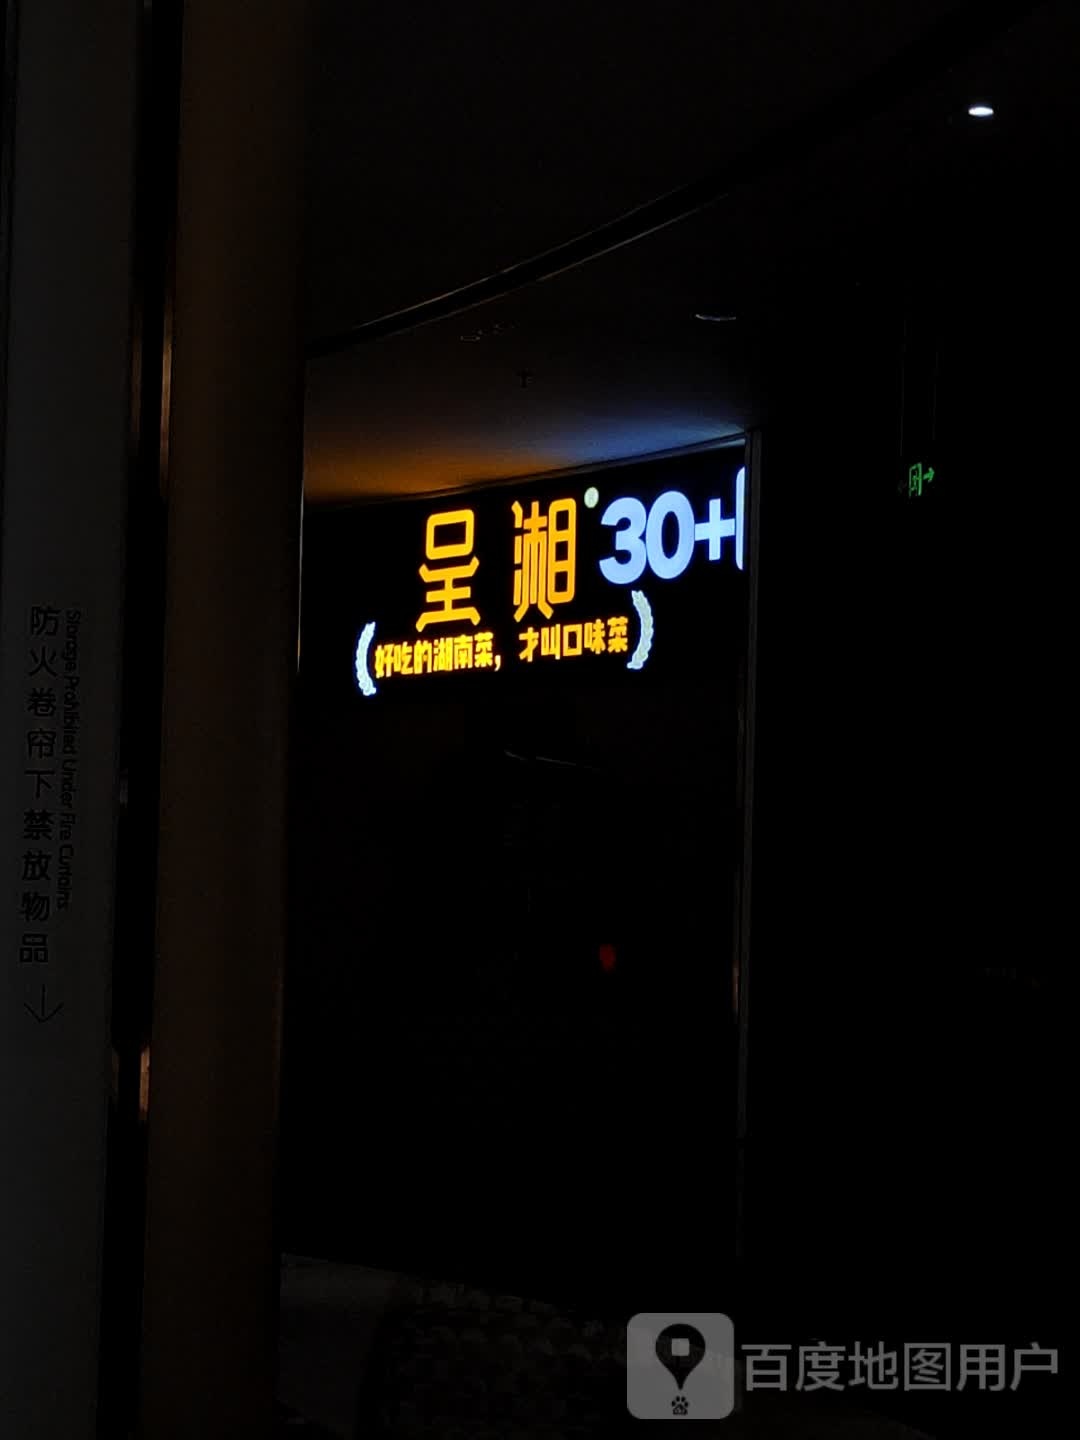 呈湘®
30+
好吃的湖南菜，才叫口味菜
防火卷帘下禁放物品
Storage Prohibited Under Fire Curtains
百度地图用户